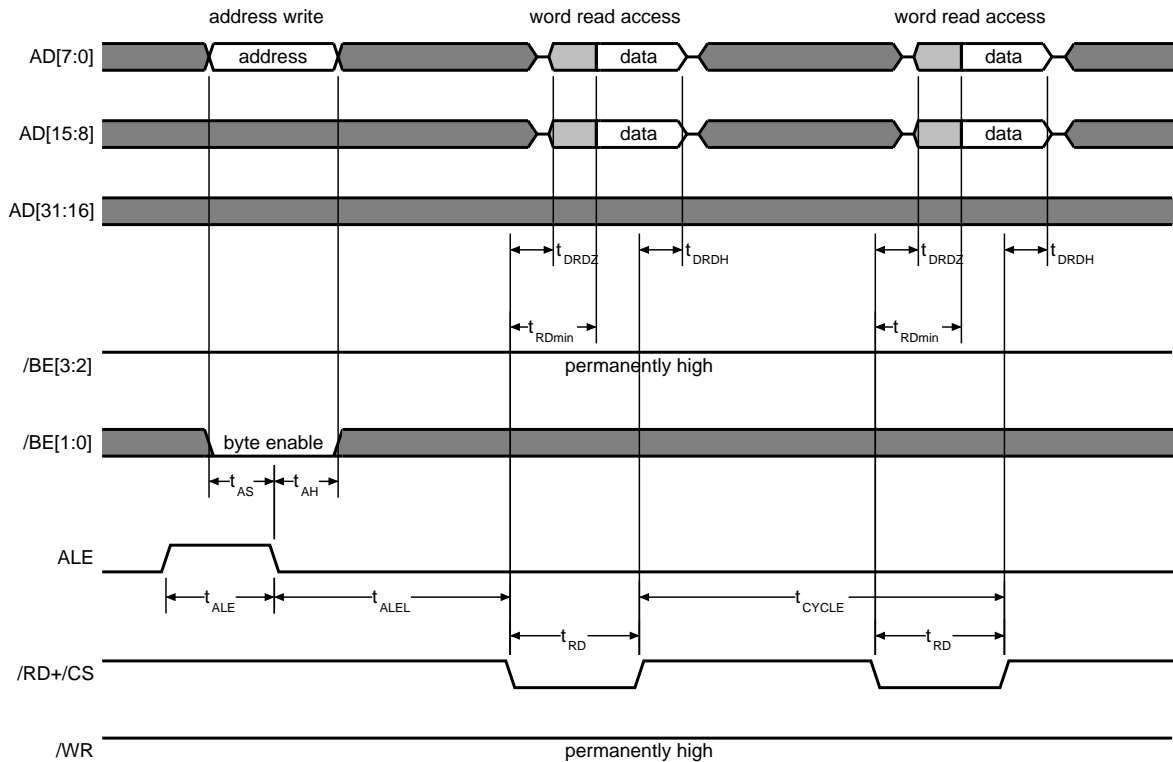 address write word read access word read access
AD[7:0] address data data
AD[15:8] data data
AD[31:16]
tDRDZ tDRDH tDRDZ tDRDH
tRDmin tRDmin
/BE[3:2] permanently high
/BE[1:0] byte enable
tAS tAH
ALE
tALE tALEL tCYCLE
tRD tRD
/RD+/CS
/WR permanently high